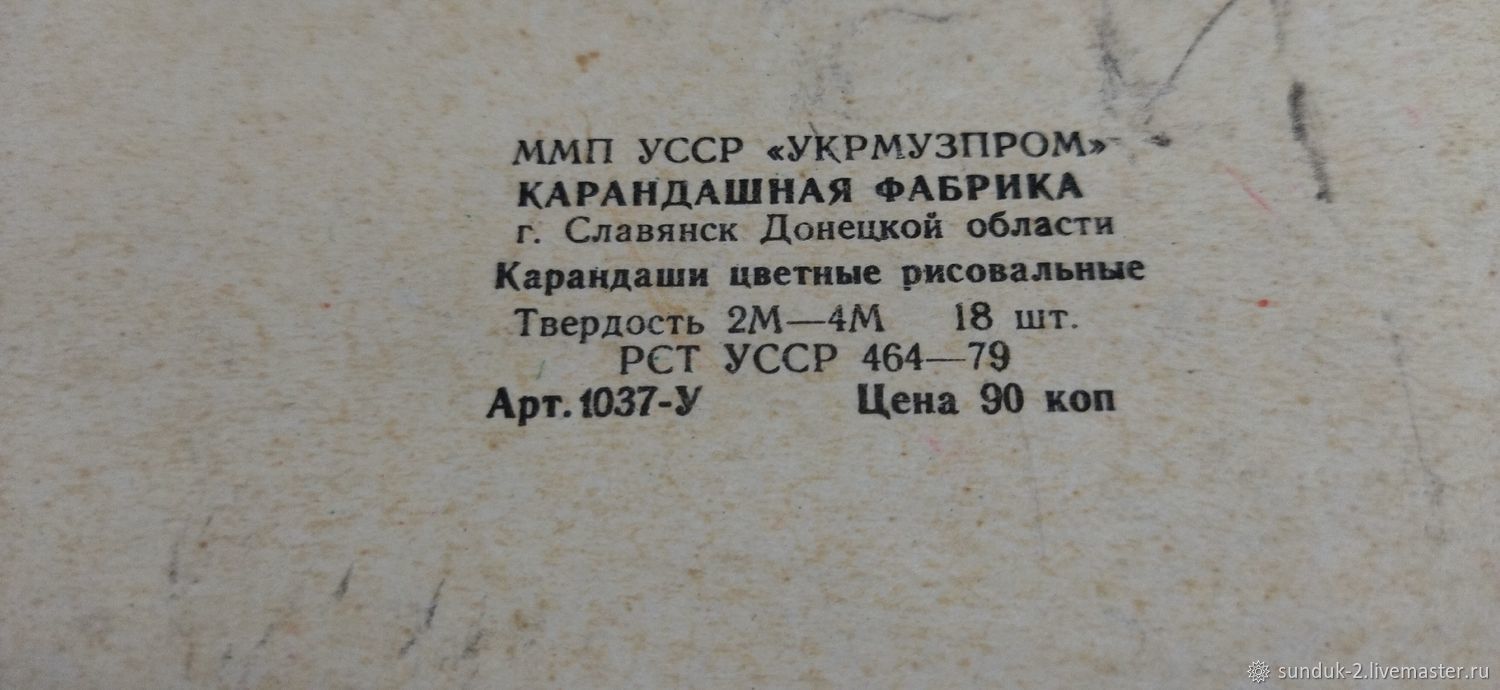 ММП УССР «УКРМУЗПРОМ»
КАРАНДАШНАЯ ФАБРИКА
г. Славянск Донецкой области
Карандаши цветные рисовальные
Твердость 2М—4М 18 шт.
РСТ УССР 464—79
Арт. 1037-У Цена 90 коп
sunduk-2.livemaster.ru